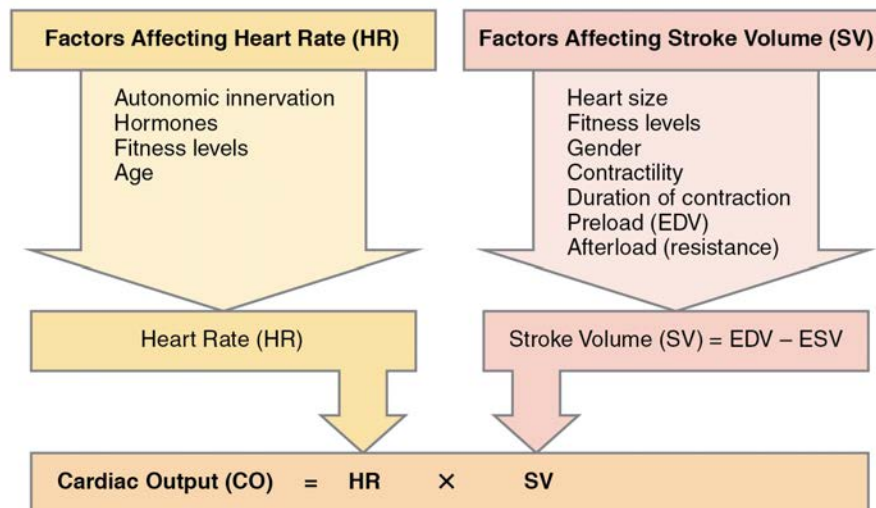 Factors Affecting Heart Rate (HR)
Autonomic innervation
Hormones
Fitness levels
Age
Factors Affecting Stroke Volume (SV)
Heart size
Fitness levels
Gender
Contractility
Duration of contraction
Preload (EDV)
Afterload (resistance)
Heart Rate (HR)
Stroke Volume (SV) = EDV – ESV
Cardiac Output (CO) = HR × SV